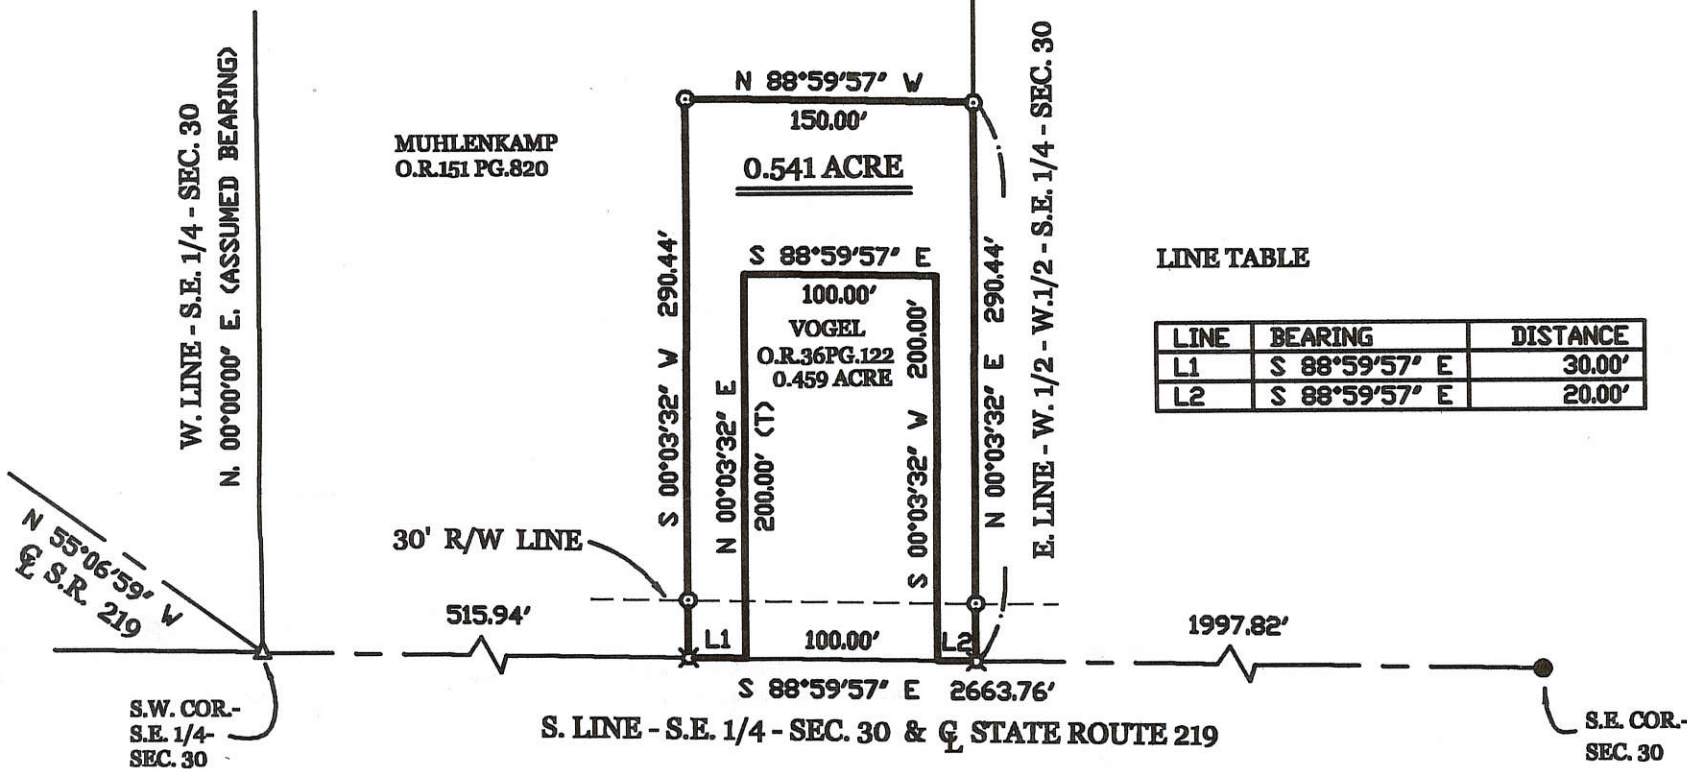 W. LINE - S.E. 1/4 - SEC. 30
N. 00°00'00" E. (ASSUMED BEARING)
MUHLENKAMP
O.R.151 PG.820
N 88°59'57" W
150.00'
0.541 ACRE
S 00°03'32" W 290.44'
S 88°59'57" E
100.00'
VOGEL
O.R.36PG.122
0.459 ACRE
N 00°03'32" E
200.00' (T)
S 00°03'32" W 200.00'
N 00°03'32" E 290.44'
E. LINE - W. 1/2 - W.1/2 - S.E. 1/4 - SEC. 30
LINE TABLE
LINE BEARING DISTANCE
L1 S 88°59'57" E 30.00'
L2 S 88°59'57" E 20.00'
N 55°06'59" W
℄ S.R. 219
30' R/W LINE
515.94'
L1
100.00'
L2
1997.82'
S 88°59'57" E 2663.76'
S. LINE - S.E. 1/4 - SEC. 30 & ℄ STATE ROUTE 219
S.W. COR.-
S.E. 1/4-
SEC. 30
S.E. COR.-
SEC. 30